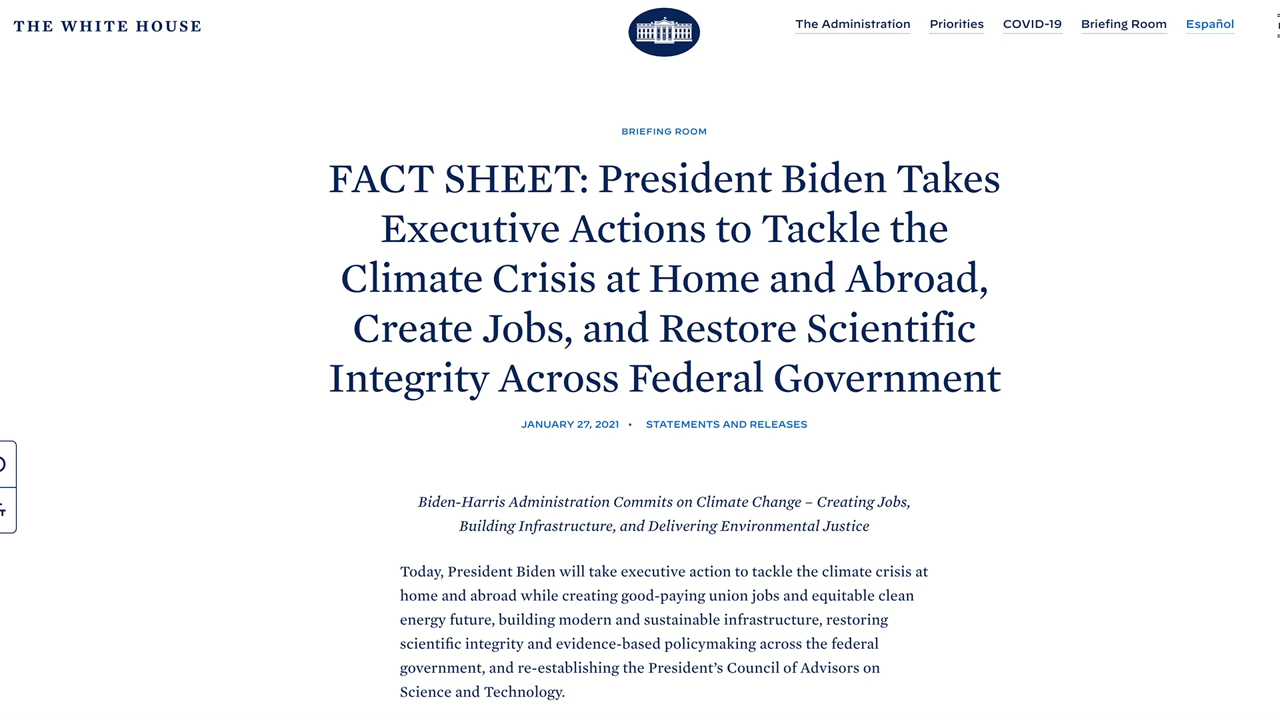 THE WHITE HOUSE
The Administration
Priorities
COVID-19
Briefing Room
Español
BRIEFING ROOM
FACT SHEET: President Biden Takes
Executive Actions to Tackle the
Climate Crisis at Home and Abroad,
Create Jobs, and Restore Scientific
Integrity Across Federal Government
JANUARY 27, 2021 • STATEMENTS AND RELEASES
Biden-Harris Administration Commits on Climate Change – Creating Jobs,
Building Infrastructure, and Delivering Environmental Justice
Today, President Biden will take executive action to tackle the climate crisis at
home and abroad while creating good-paying union jobs and equitable clean
energy future, building modern and sustainable infrastructure, restoring
scientific integrity and evidence-based policymaking across the federal
government, and re-establishing the President’s Council of Advisors on
Science and Technology.